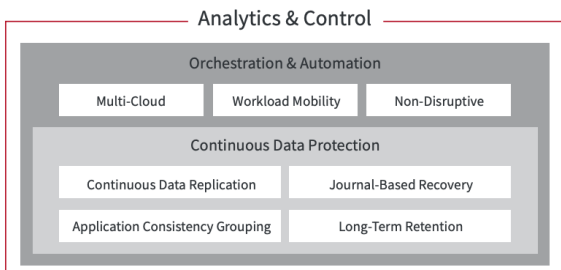 Analytics & Control
Orchestration & Automation
Multi-Cloud
Workload Mobility
Non-Disruptive
Continuous Data Protection
Continuous Data Replication
Journal-Based Recovery
Application Consistency Grouping
Long-Term Retention